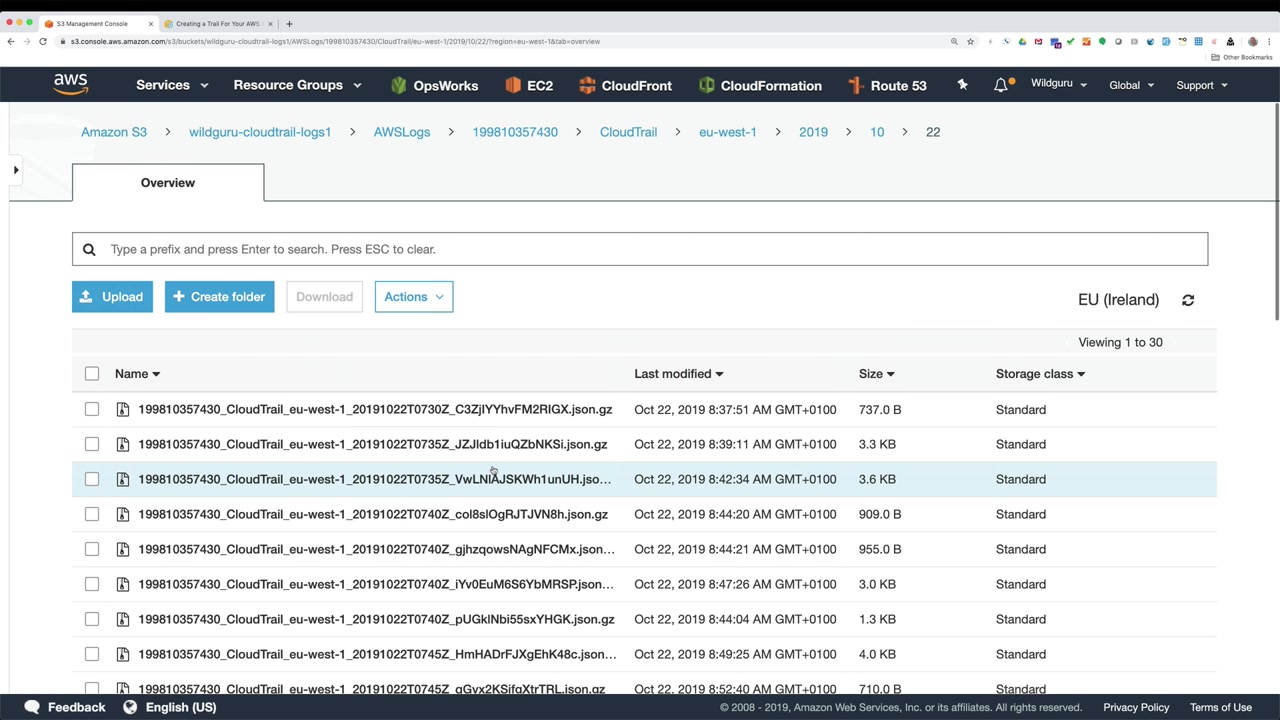 S3 Management Console
Creating a Trail For Your AWS
s3.console.aws.amazon.com/s3/buckets/wildguru-cloudtrail-logs1/AWSLogs/199810357430/CloudTrail/eu-west-1/2019/10/22/?region=eu-west-1&tab=overview
Other Bookmarks
aws Services Resource Groups OpsWorks EC2 CloudFront CloudFormation Route 53 Wildguru Global Support
Amazon S3 > wildguru-cloudtrail-logs1 > AWSLogs > 199810357430 > CloudTrail > eu-west-1 > 2019 > 10 > 22
Overview
Type a prefix and press Enter to search. Press ESC to clear.
Upload + Create folder Download Actions EU (Ireland)
Viewing 1 to 30
Name Last modified Size Storage class
199810357430_CloudTrail_eu-west-1_20191022T0730Z_C3ZjIYYhvFM2RIGX.json.gz Oct 22, 2019 8:37:51 AM GMT+0100 737.0 B Standard
199810357430_CloudTrail_eu-west-1_20191022T0735Z_JZJldb1iuQZbNKSi.json.gz Oct 22, 2019 8:39:11 AM GMT+0100 3.3 KB Standard
199810357430_CloudTrail_eu-west-1_20191022T0735Z_VwLNlAJSKWh1unUH.jso... Oct 22, 2019 8:42:34 AM GMT+0100 3.6 KB Standard
199810357430_CloudTrail_eu-west-1_20191022T0740Z_col8slOgRJTJVN8h.json.gz Oct 22, 2019 8:44:20 AM GMT+0100 909.0 B Standard
199810357430_CloudTrail_eu-west-1_20191022T0740Z_gjhzqowsNAgNFCMx.json... Oct 22, 2019 8:44:21 AM GMT+0100 955.0 B Standard
199810357430_CloudTrail_eu-west-1_20191022T0740Z_iYv0EuM6S6YbMRSP.json... Oct 22, 2019 8:47:26 AM GMT+0100 3.0 KB Standard
199810357430_CloudTrail_eu-west-1_20191022T0740Z_pUGklNbi55sxYHGK.json.gz Oct 22, 2019 8:44:04 AM GMT+0100 1.3 KB Standard
199810357430_CloudTrail_eu-west-1_20191022T0745Z_HmHADrFJXgEhK48c.json... Oct 22, 2019 8:49:25 AM GMT+0100 4.0 KB Standard
199810357430_CloudTrail_eu-west-1_20191022T0745Z_gGvx2KSifgXtrTRL.json.gz Oct 22, 2019 8:52:40 AM GMT+0100 710.0 B Standard
Feedback English (US) © 2008 - 2019, Amazon Web Services, Inc. or its affiliates. All rights reserved. Privacy Policy Terms of Use